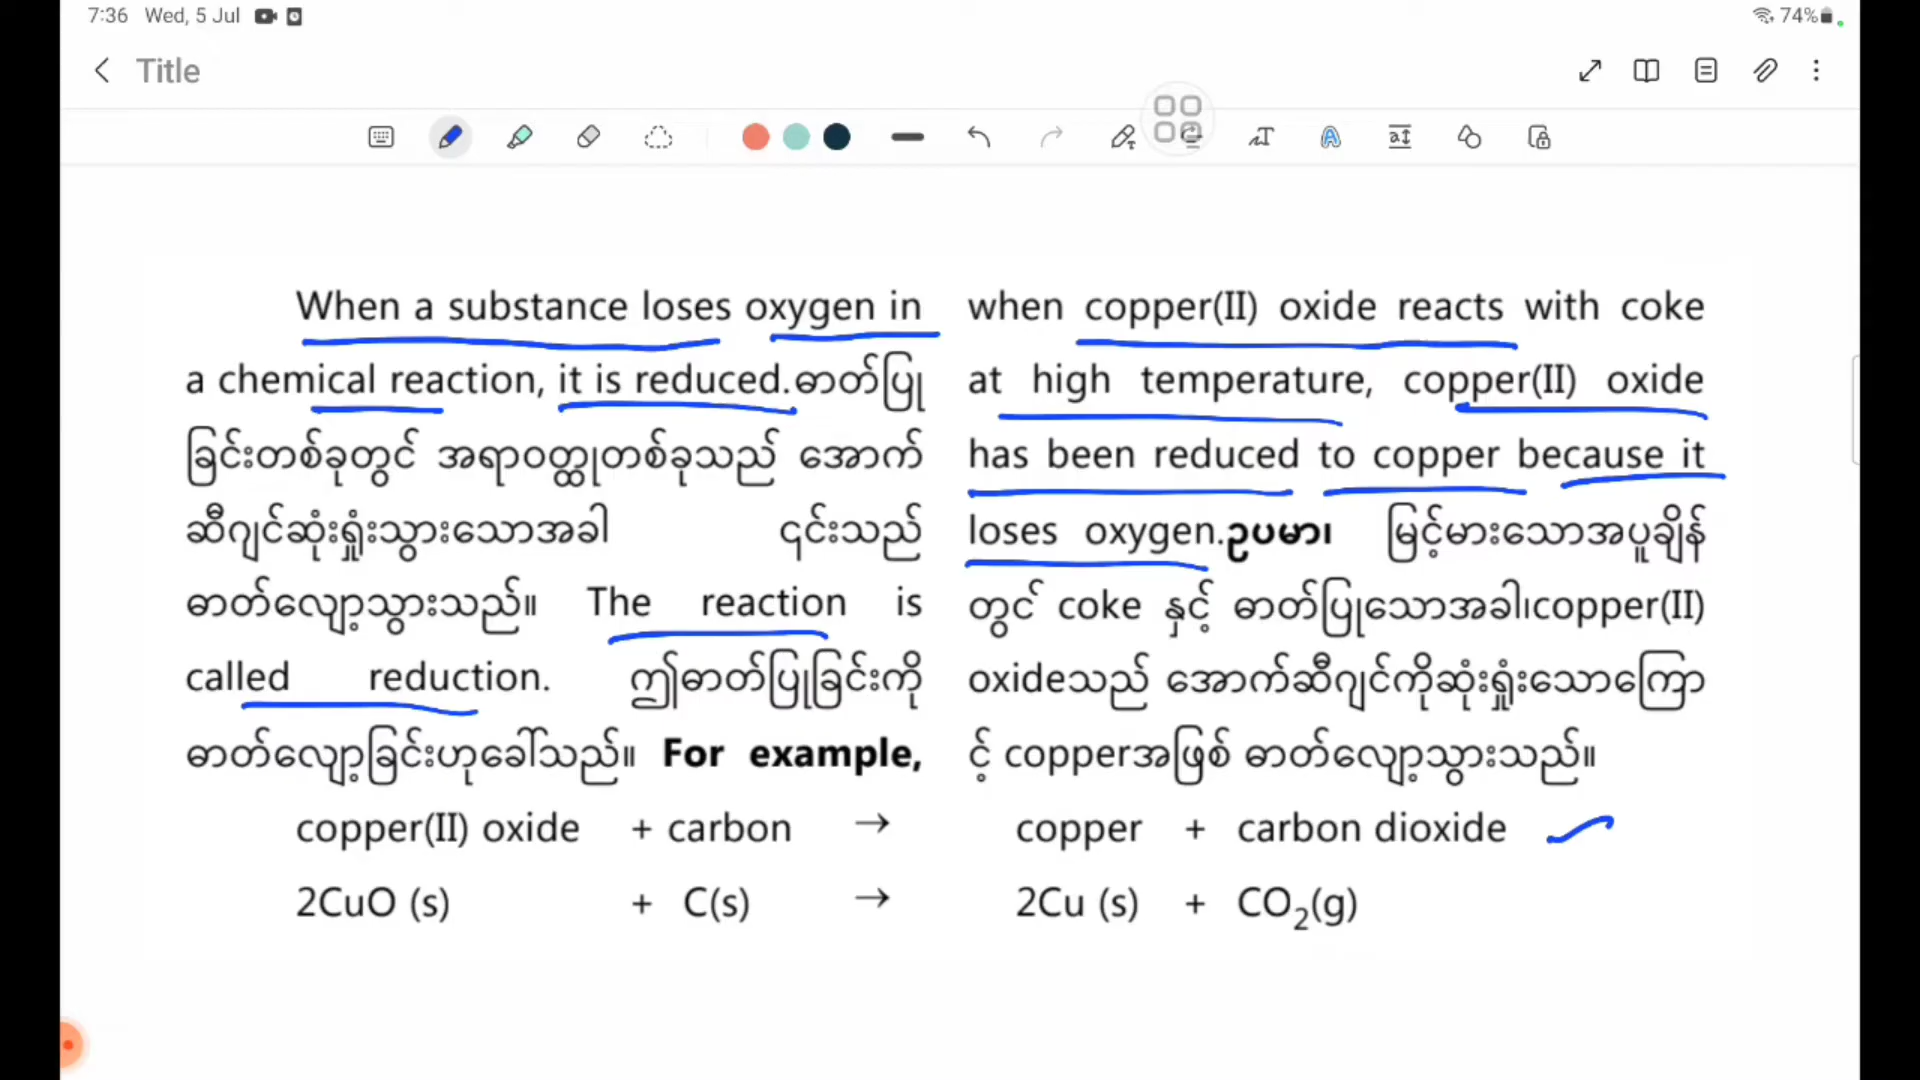 7:36 Wed, 5 Jul
74%
Title
When a substance loses oxygen in
a chemical reaction, it is reduced.ဓာတ်ပြု
ခြင်းတစ်ခုတွင် အရာဝတ္ထုတစ်ခုသည် အောက်
ဆီဂျင်ဆုံးရှုံးသွားသောအခါ ၎င်းသည်
ဓာတ်လျော့သွားသည်။ The reaction is
called reduction. ဤဓာတ်ပြုခြင်းကို
ဓာတ်လျော့ခြင်းဟုခေါ်သည်။ For example,
when copper(II) oxide reacts with coke
at high temperature, copper(II) oxide
has been reduced to copper because it
loses oxygen.ဥပမာ၊ မြင့်မားသောအပူချိန်
တွင် coke နှင့် ဓာတ်ပြုသောအခါ၊copper(II)
oxideသည် အောက်ဆီဂျင်ကိုဆုံးရှုံးသောကြော
င့် copperအဖြစ် ဓာတ်လျော့သွားသည်။
copper(II) oxide + carbon → copper + carbon dioxide
2CuO (s) + C(s) → 2Cu (s) + CO₂(g)